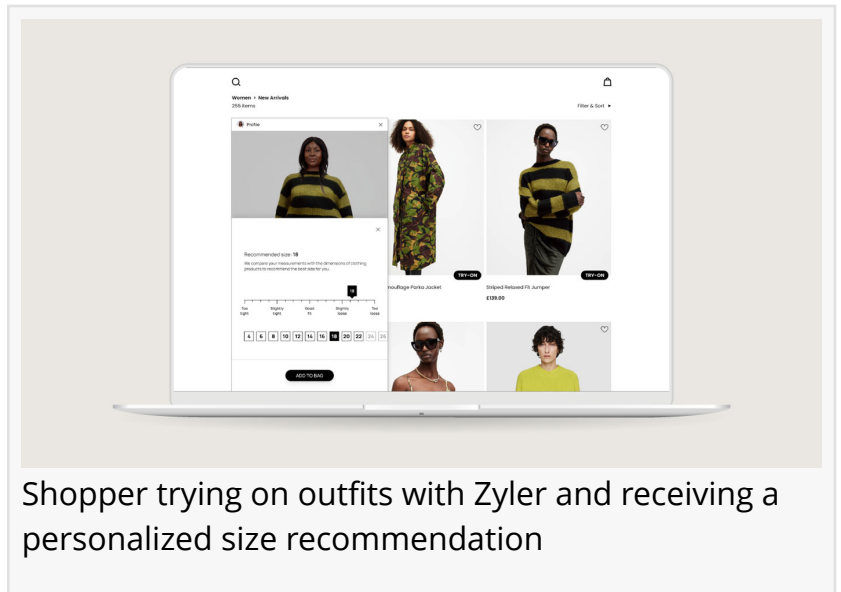 Women • New Arrivals
255 items
Filter & Sort
Profile
Recommended size: 18
We compare your measurements with the dimensions of clothing
products to recommend the best size for you.
18
Too tight
Slightly tight
Good fit
Slightly loose
Too loose
4 6 8 10 12 14 16 18 20 22 24 26
ADD TO BAG
TRY-ON
mouflage Parka Jacket
TRY-ON
Striped Relaxed Fit Jumper
£139.00
Shopper trying on outfits with Zyler and receiving a
personalized size recommendation